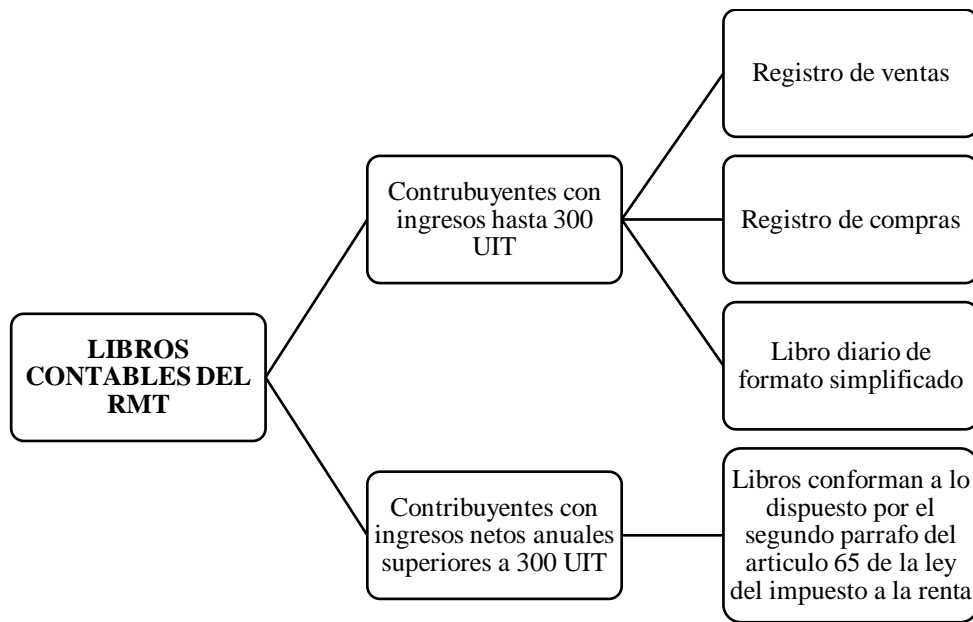 LIBROS
CONTABLES DEL
RMT
Contrubuyentes con
ingresos hasta 300
UIT
Registro de ventas
Registro de compras
Libro diario de
formato simplificado
Contribuyentes con
ingresos netos anuales
superiores a 300 UIT
Libros conforman a lo
dispuesto por el
segundo parrafo del
articulo 65 de la ley
del impuesto a la renta